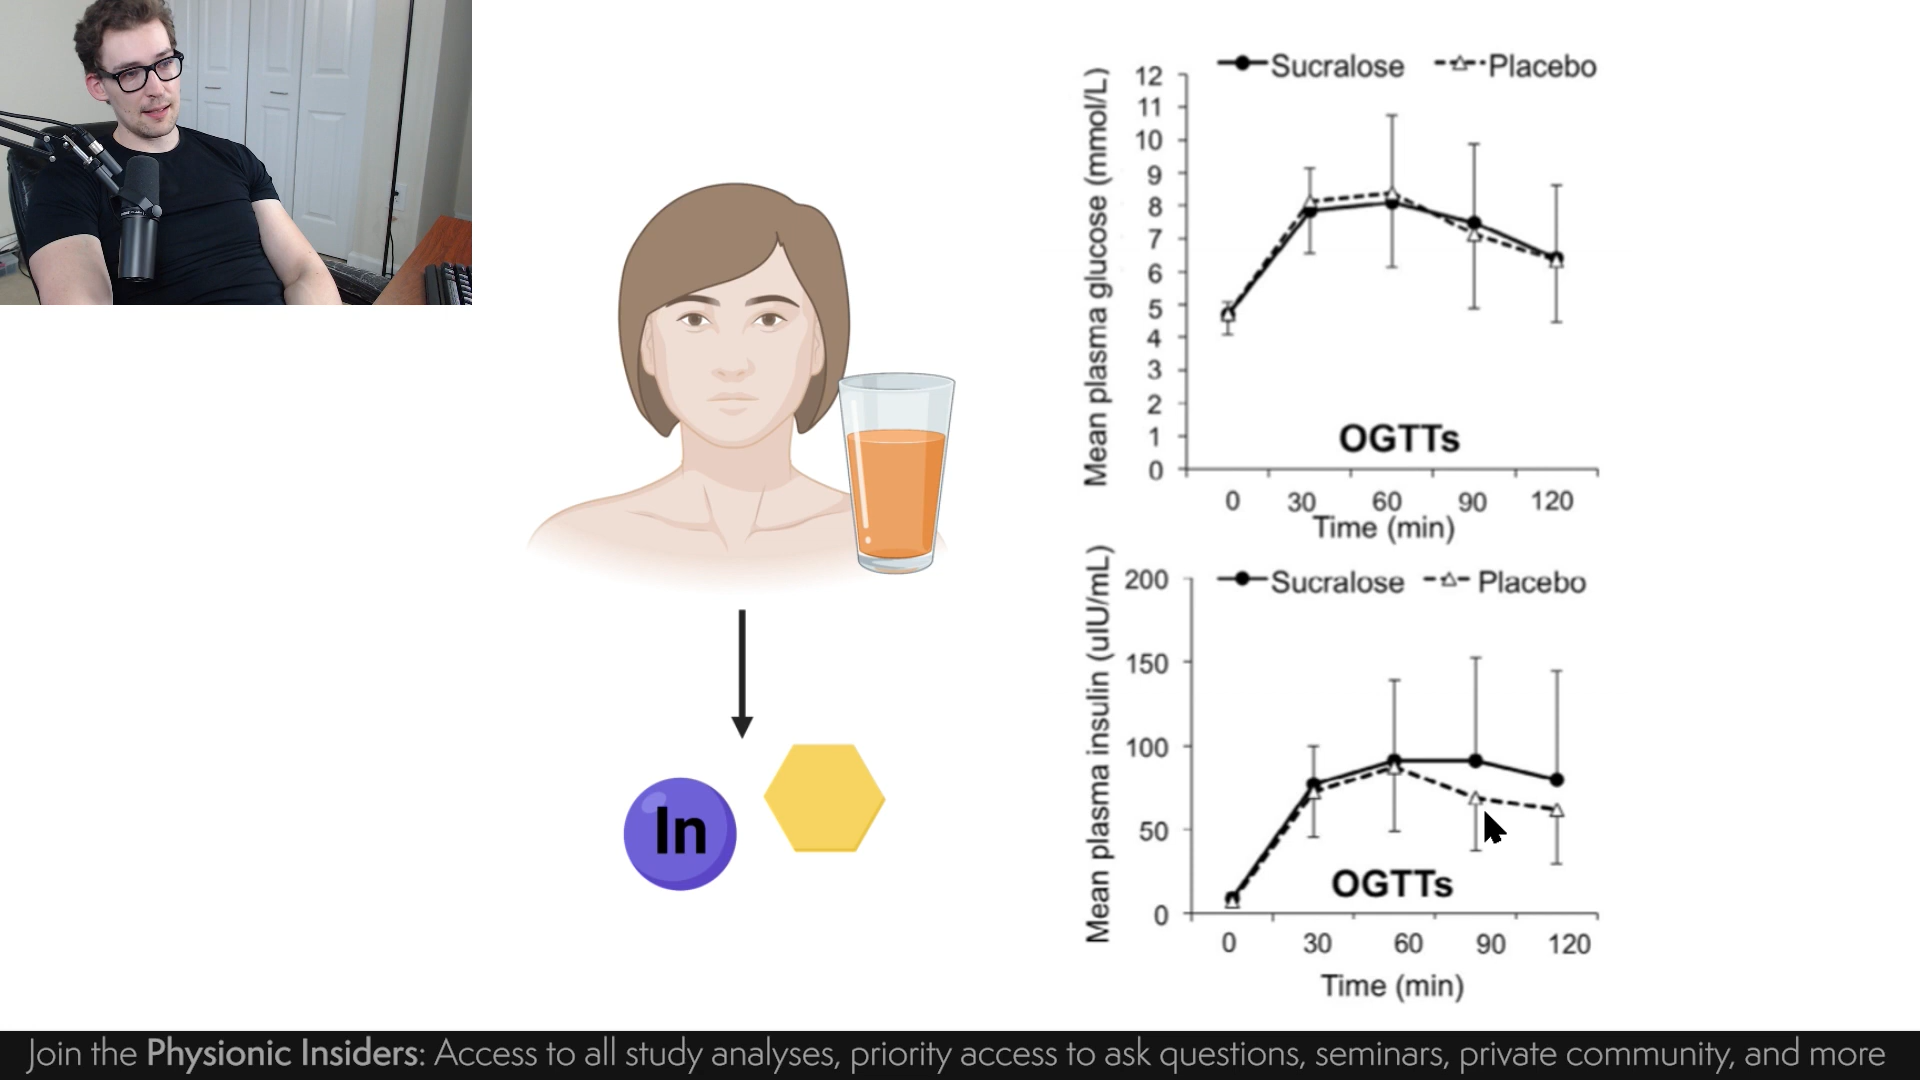 Sucralose Placebo
Mean plasma glucose (mmol/L)
12
11
10
9
8
7
6
5
4
3
2
1
0
OGTTs
0 30 60 90 120
Time (min)
Sucralose Placebo
Mean plasma insulin (uIU/mL)
200
150
100
50
0
OGTTs
0 30 60 90 120
Time (min)
In
Join the Physionic Insiders: Access to all study analyses, priority access to ask questions, seminars, private community, and more